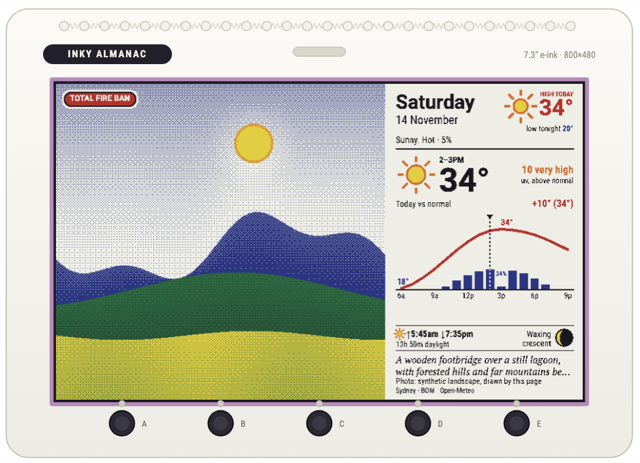 INKY ALMANAC
7.3" e-ink · 800×480
TOTAL FIRE BAN
Saturday
14 November
HIGH TODAY
34°
low tonight 20°
Sunny. Hot · 5%
2–3PM
34°
10 very high
uv, above normal
Today vs normal
+10° (34°)
34°
18°
34%
6a 9a 12p 3p 6p 9p
↑5:45am ↓7:35pm
13h 50m daylight
Waxing
crescent
A wooden footbridge over a still lagoon,
with forested hills and far mountains be...
Photo: synthetic landscape, drawn by this page
Sydney · BOM Open-Meteo
A B C D E